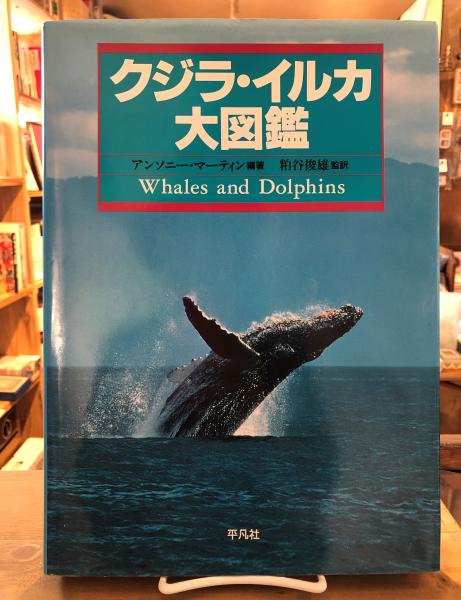 クジラ・イルカ
大図鑑
アンソニー・マーティン編著 粕谷俊雄監訳
Whales and Dolphins
平凡社